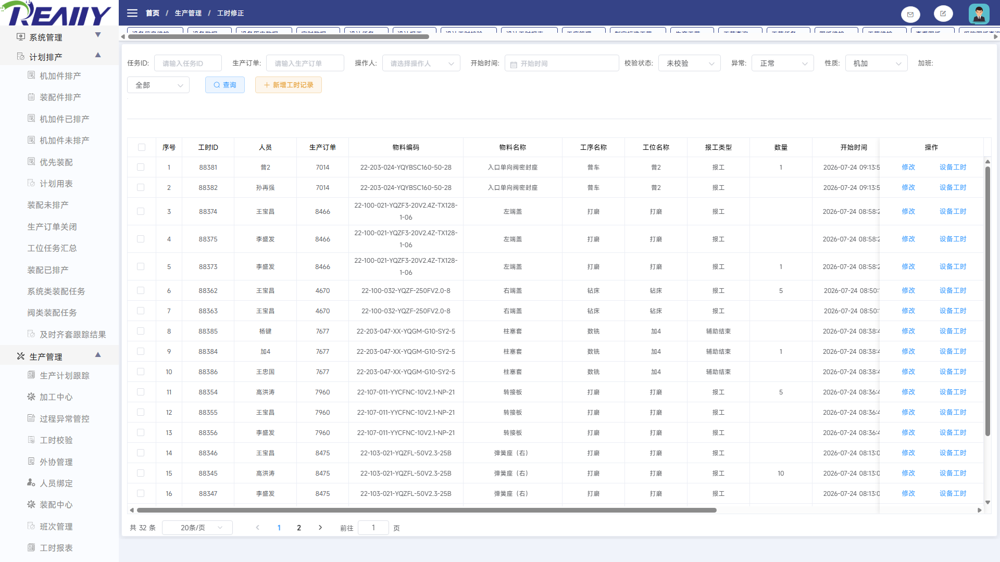 REAllY
首页 / 生产管理 / 工时修正
系统管理
计划排产
机加件排产
装配件排产
机加件已排产
机加件未排产
优先装配
计划用表
装配未排产
生产订单关闭
工位任务汇总
装配已排产
系统类装配任务
阀类装配任务
及时齐套跟踪结果
生产管理
生产计划跟踪
加工中心
过程异常管控
工时校验
外协管理
人员绑定
装配中心
班次管理
工时报表
任务ID: 请输入任务ID 生产订单: 请输入生产订单 操作人: 请选择操作人 开始时间: 开始时间 校验状态: 未校验 异常: 正常 性质: 机加 加班:
全部 查询 新增工时记录
序号 工时ID 人员 生产订单 物料编码 物料名称 工序名称 工位名称 报工类型 数量 开始时间 操作
1 88381 普2 7014 22-203-024-YQYBSC160-50-28 入口单向阀密封座 普车 普2 报工 1 2026-07-24 09:13:5 修改 设备工时
2 88382 孙再强 7014 22-203-024-YQYBSC160-50-28 入口单向阀密封座 普车 普2 报工 2026-07-24 09:13:5 修改 设备工时
3 88374 王宝昌 8466 22-100-021-YQZF3-20V2.4Z-TX128-1-06 左端盖 打磨 打磨 报工 2026-07-24 08:58:2 修改 设备工时
4 88375 李盛发 8466 22-100-021-YQZF3-20V2.4Z-TX128-1-06 左端盖 打磨 打磨 报工 2026-07-24 08:58:2 修改 设备工时
5 88373 李盛发 8466 22-100-021-YQZF3-20V2.4Z-TX128-1-06 左端盖 打磨 打磨 报工 1 2026-07-24 08:58:2 修改 设备工时
6 88362 王宝昌 4670 22-100-032-YQZF-250FV2.0-8 右端盖 钻床 钻床 报工 5 2026-07-24 08:50: 修改 设备工时
7 88363 王宝昌 4670 22-100-032-YQZF-250FV2.0-8 右端盖 钻床 钻床 报工 2026-07-24 08:50: 修改 设备工时
8 88385 杨键 7677 22-203-047-XX-YQGM-G10-SY2-5 柱塞套 数铣 加4 辅助结束 2026-07-24 08:38:4 修改 设备工时
9 88384 加4 7677 22-203-047-XX-YQGM-G10-SY2-5 柱塞套 数铣 加4 辅助结束 1 2026-07-24 08:38:4 修改 设备工时
10 88386 王忠国 7677 22-203-047-XX-YQGM-G10-SY2-5 柱塞套 数铣 加4 辅助结束 2026-07-24 08:38:4 修改 设备工时
11 88354 高洪涛 7960 22-107-011-YYCFNC-10V2.1-NP-21 转接板 打磨 打磨 报工 5 2026-07-24 08:36:4 修改 设备工时
12 88355 王宝昌 7960 22-107-011-YYCFNC-10V2.1-NP-21 转接板 打磨 打磨 报工 2026-07-24 08:36:4 修改 设备工时
13 88356 李盛发 7960 22-107-011-YYCFNC-10V2.1-NP-21 转接板 打磨 打磨 报工 2026-07-24 08:36:4 修改 设备工时
14 88346 王宝昌 8475 22-103-021-YQZFL-50V2.3-25B 弹簧座（右） 打磨 打磨 报工 2026-07-24 08:13:0 修改 设备工时
15 88345 高洪涛 8475 22-103-021-YQZFL-50V2.3-25B 弹簧座（右） 打磨 打磨 报工 10 2026-07-24 08:13:0 修改 设备工时
16 88347 李盛发 8475 22-103-021-YQZFL-50V2.3-25B 弹簧座（右） 打磨 打磨 报工 2026-07-24 08:13:0 修改 设备工时
共 32 条 20条/页 1 2 前往 1 页